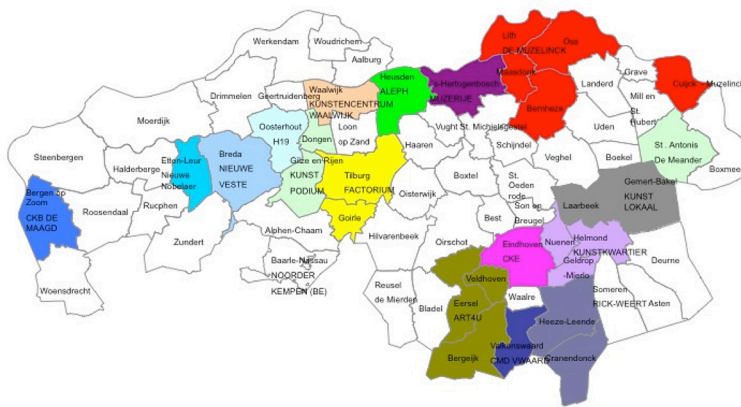 Werkendam
Woudrichem
Aalburg
Lith
DE MUZELINCK
Oss
Heusden
ALEPH
's-Hertogenbosch
MUZERIJE
Maasdonk
Bernheze
Landerd
Grave
Cuijck
Muzelinck
Mill en
St.
Hubert
Drimmelen
Geertruidenberg
Waalwijk
KUNSTENCENTRUM
WAALWIJK
Moerdijk
Oosterhout
H19
Dongen
Loon
op Zand
Vught
St. Michielsgestel
Haaren
Schijndel
Uden
St. Antonis
De Meander
Boxmeer
Steenbergen
Halderberge
Etten-Leur
Nieuwe
Nobelaer
Breda
NIEUWE
VESTE
Gilze en Rijen
KUNST
PODIUM
Tilburg
FACTORIUM
Oisterwijk
Boxtel
St.
Oeden
rode
Veghel
Boekel
Gemert-Bakel
KUNST
LOKAAL
Bergen op
Zoom
CKB DE
MAAGD
Roosendaal
Rucphen
Zundert
Goirle
Alphen-Chaam
Hilvarenbeek
Best
Son en
Breugel
Laarbeek
Oirschot
Eindhoven
CKE
Nuenen
Helmond
KUNSTKWARTIER
Geldrop
-Mierlo
Deurne
Woensdrecht
Baarle-Nassau
NOORDER
KEMPEN (BE)
Reusel
de Mierden
Bladel
Veldhoven
Eersel
ART4U
Waalre
Someren
RICK-WEERT
Asten
Heeze-Leende
Bergeijk
Valkenswaard
CMD VWAARD
Cranendonck